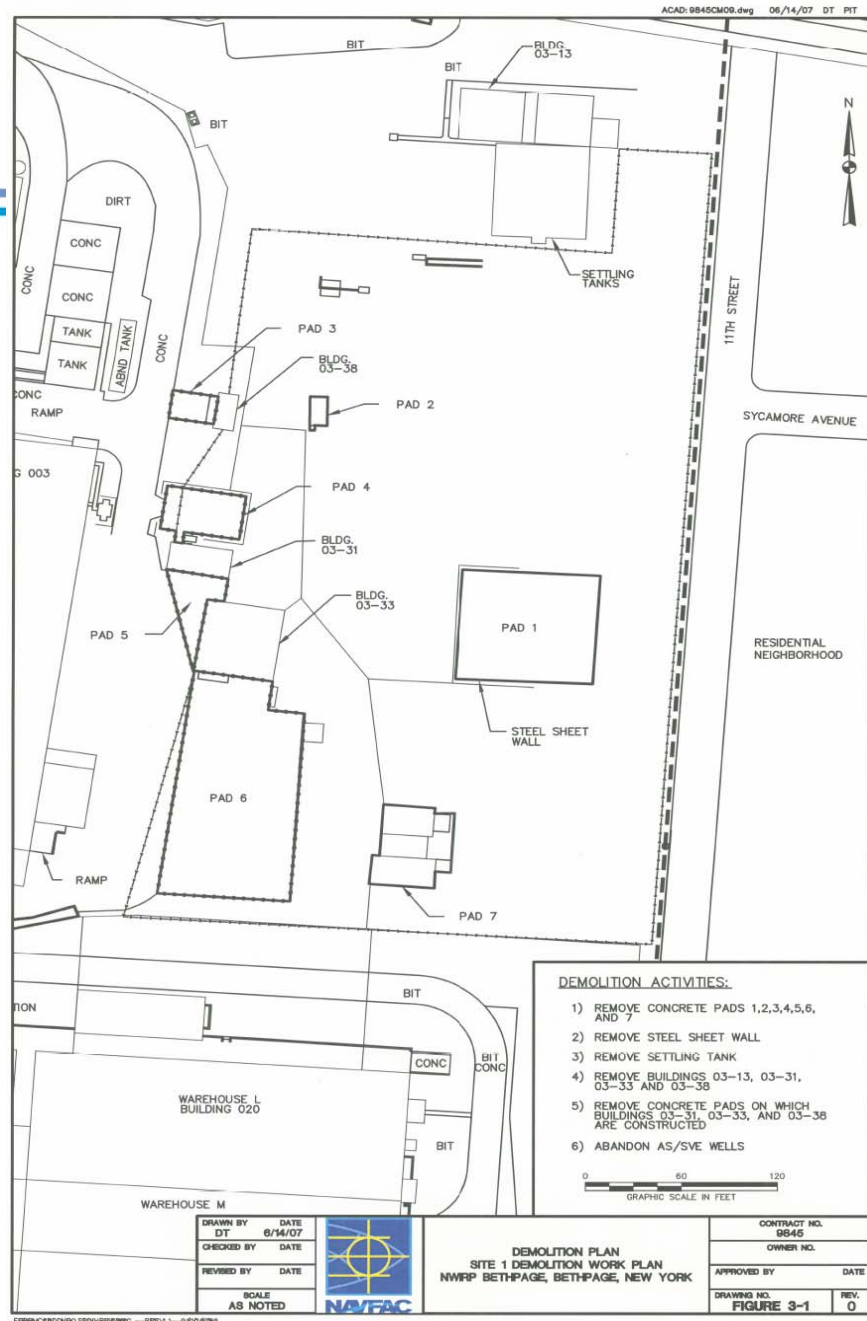 ACAD: 9845CM09.dwg 06/14/07 DT PIT
BIT
BLDG.
03-13
BIT
N
BIT
DIRT
CONC
CONC
CONC
SETTLING
TANKS
CONC
11TH STREET
TANK
ABND TANK
CONC
PAD 3
TANK
BLDG.
03-38
CONC
RAMP
PAD 2
SYCAMORE AVENUE
G 003
PAD 4
BLDG.
03-31
BLDG.
03-33
PAD 5
PAD 1
RESIDENTIAL
NEIGHBORHOOD
STEEL SHEET
WALL
PAD 6
RAMP
PAD 7
BIT
TION
CONC
BIT
CONC
WAREHOUSE L
BUILDING 020
BIT
WAREHOUSE M
DEMOLITION ACTIVITIES:
1) REMOVE CONCRETE PADS 1,2,3,4,5,6,
AND 7
2) REMOVE STEEL SHEET WALL
3) REMOVE SETTLING TANK
4) REMOVE BUILDINGS 03-13, 03-31,
03-33 AND 03-38
5) REMOVE CONCRETE PADS ON WHICH
BUILDINGS 03-31, 03-33, AND 03-38
ARE CONSTRUCTED
6) ABANDON AS/SVE WELLS
0 60 120
GRAPHIC SCALE IN FEET
DRAWN BY DATE
DT 6/14/07
CHECKED BY DATE
REVISED BY DATE
SCALE
AS NOTED
NAVFAC
DEMOLITION PLAN
SITE 1 DEMOLITION WORK PLAN
NWIRP BETHPAGE, BETHPAGE, NEW YORK
CONTRACT NO.
9845
OWNER NO.
APPROVED BY DATE
DRAWING NO.
FIGURE 3-1
REV.
0